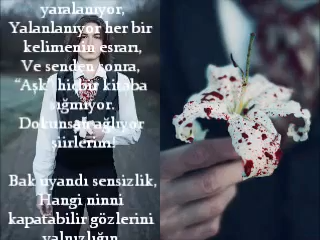 yaralanıyor,
Yalanlanıyor her bir
kelimenin esrarı,
Ve senden sonra,
“Aşk” hiçbir kitaba
sığmıyor.
Dokunsan ağlıyor
şiirlerim!
Bak uyandı sensizlik,
Hangi ninni
kapatabilir gözlerini
yalnızlığın